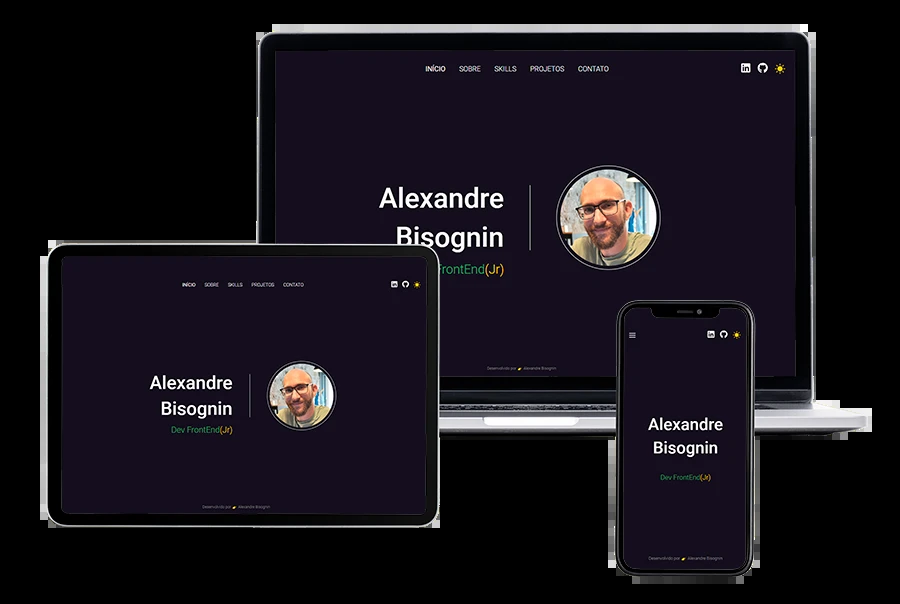 INÍCIO SOBRE SKILLS PROJETOS CONTATO
Alexandre
Bisognin
FrontEnd(Jr)
Desenvolvido por Alexandre Bisognin
INÍCIO SOBRE SKILLS PROJETOS CONTATO
Alexandre
Bisognin
Dev FrontEnd(Jr)
Desenvolvido por Alexandre Bisognin
Alexandre
Bisognin
Dev FrontEnd(Jr)
Desenvolvido por Alexandre Bisognin